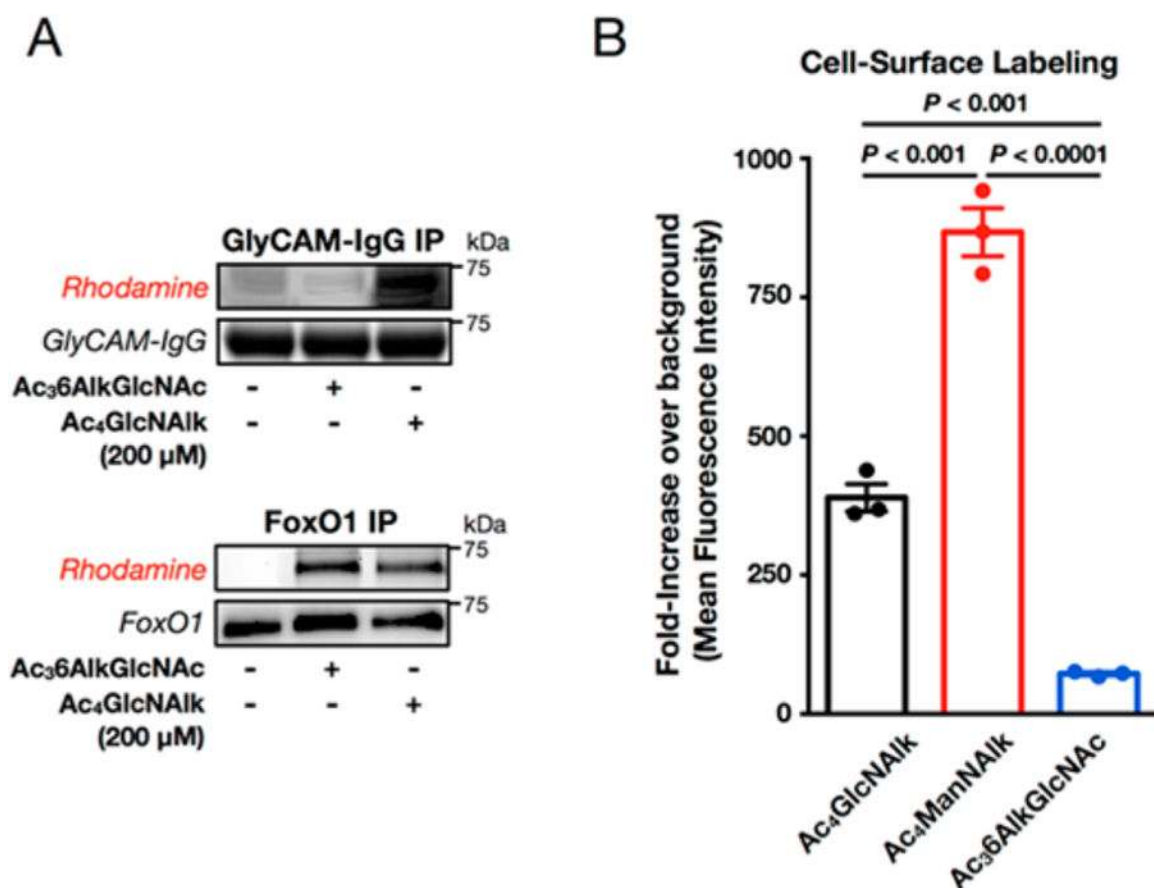 A
GlyCAM-IgG IP kDa
Rhodamine 75
GlyCAM-IgG 75
Ac₃6AlkGlcNAc - + -
Ac₄GlcNAlk - - +
(200 µM)
FoxO1 IP kDa
Rhodamine 75
FoxO1 75
Ac₃6AlkGlcNAc - + -
Ac₄GlcNAlk - - +
(200 µM)
B
Cell-Surface Labeling
P < 0.001
P < 0.001 P < 0.0001
Fold-Increase over background
(Mean Fluorescence Intensity)
1000
750
500
250
0
Ac₄GlcNAlk
Ac₄ManNAlk
Ac₃6AlkGlcNAc